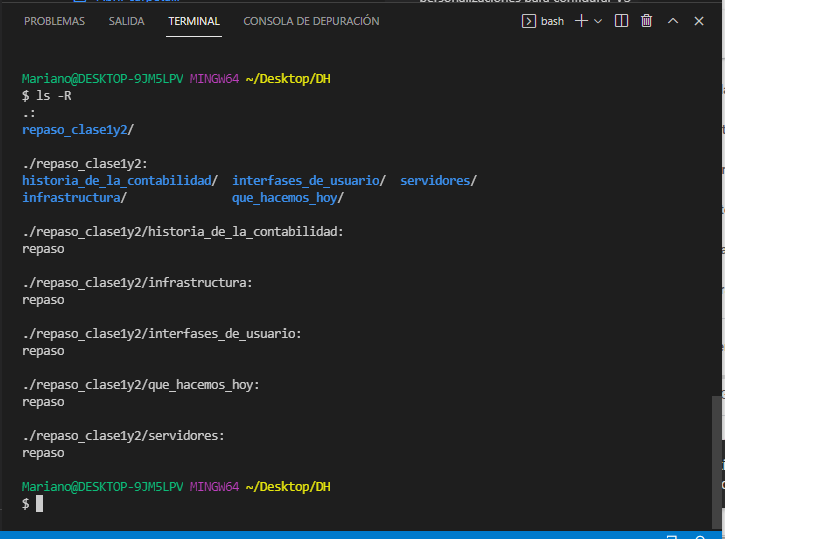 PROBLEMAS SALIDA TERMINAL CONSOLA DE DEPURACIÓN bash
Mariano@DESKTOP-9JM5LPV MINGW64 ~/Desktop/DH
$ ls -R
.:
repaso_clase1y2/
./repaso_clase1y2:
historia_de_la_contabilidad/ interfases_de_usuario/ servidores/
infrastructura/ que_hacemos_hoy/
./repaso_clase1y2/historia_de_la_contabilidad:
repaso
./repaso_clase1y2/infrastructura:
repaso
./repaso_clase1y2/interfases_de_usuario:
repaso
./repaso_clase1y2/que_hacemos_hoy:
repaso
./repaso_clase1y2/servidores:
repaso
Mariano@DESKTOP-9JM5LPV MINGW64 ~/Desktop/DH
$